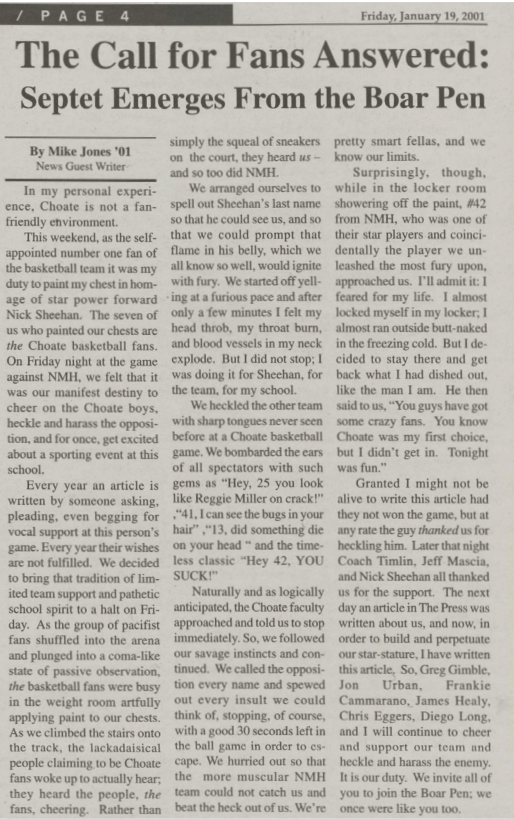 / PAGE 4
Friday, January 19, 2001
The Call for Fans Answered:
Septet Emerges From the Boar Pen
By Mike Jones '01
News Guest Writer
In my personal experi-
ence, Choate is not a fan-
friendly environment.
This weekend, as the self-
appointed number one fan of
the basketball team it was my
duty to paint my chest in hom-
age of star power forward
Nick Sheehan. The seven of
us who painted our chests are
the Choate basketball fans.
On Friday night at the game
against NMH, we felt that it
was our manifest destiny to
cheer on the Choate boys,
heckle and harass the opposi-
tion, and for once, get excited
about a sporting event at this
school.
Every year an article is
written by someone asking,
pleading, even begging for
vocal support at this person's
game. Every year their wishes
are not fulfilled. We decided
to bring that tradition of lim-
ited team support and pathetic
school spirit to a halt on Fri-
day. As the group of pacifist
fans shuffled into the arena
and plunged into a coma-like
state of passive observation,
the basketball fans were busy
in the weight room artfully
applying paint to our chests.
As we climbed the stairs onto
the track, the lackadaisical
people claiming to be Choate
fans woke up to actually hear;
they heard the people, the
fans, cheering. Rather than
simply the squeal of sneakers
on the court, they heard us –
and so too did NMH.
We arranged ourselves to
spell out Sheehan's last name
so that he could see us, and so
that we could prompt that
flame in his belly, which we
all know so well, would ignite
with fury. We started off yell-
ing at a furious pace and after
only a few minutes I felt my
head throb, my throat burn,
and blood vessels in my neck
explode. But I did not stop; I
was doing it for Sheehan, for
the team, for my school.
We heckled the other team
with sharp tongues never seen
before at a Choate basketball
game. We bombarded the ears
of all spectators with such
gems as "Hey, 25 you look
like Reggie Miller on crack!"
,"41, I can see the bugs in your
hair" ,"13, did something die
on your head " and the time-
less classic "Hey 42, YOU
SUCK!"
Naturally and as logically
anticipated, the Choate faculty
approached and told us to stop
immediately. So, we followed
our savage instincts and con-
tinued. We called the opposi-
tion every name and spewed
out every insult we could
think of, stopping, of course,
with a good 30 seconds left in
the ball game in order to es-
cape. We hurried out so that
the more muscular NMH
team could not catch us and
beat the heck out of us. We're
pretty smart fellas, and we
know our limits.
Surprisingly, though,
while in the locker room
showering off the paint, #42
from NMH, who was one of
their star players and coinci-
dentally the player we un-
leashed the most fury upon,
approached us. I'll admit it: I
feared for my life. I almost
locked myself in my locker; I
almost ran outside butt-naked
in the freezing cold. But I de-
cided to stay there and get
back what I had dished out,
like the man I am. He then
said to us, "You guys have got
some crazy fans. You know
Choate was my first choice,
but I didn't get in. Tonight
was fun."
Granted I might not be
alive to write this article had
they not won the game, but at
any rate the guy thanked us for
heckling him. Later that night
Coach Timlin, Jeff Mascia,
and Nick Sheehan all thanked
us for the support. The next
day an article in The Press was
written about us, and now, in
order to build and perpetuate
our star-stature, I have written
this article. So, Greg Gimble,
Jon Urban, Frankie
Cammarano, James Healy,
Chris Eggers, Diego Long,
and I will continue to cheer
and support our team and
heckle and harass the enemy.
It is our duty. We invite all of
you to join the Boar Pen; we
once were like you too.